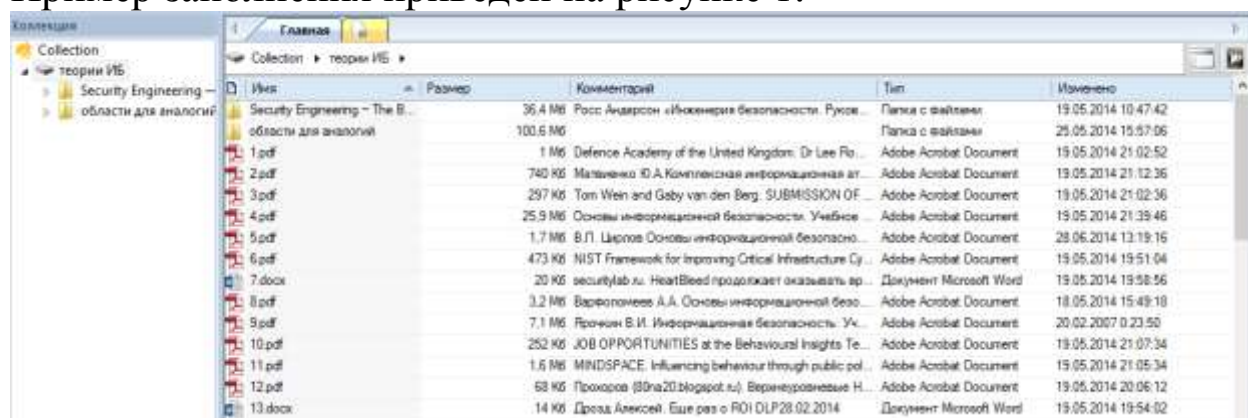 Пример заполнения приведен на рисунке 1.
Коллекция
Главная
Collection
Collection теории ИБ
теории ИБ
Security Engineering –
области для аналогий
Имя Размер Комментарий Тип Изменено
Security Engineering – The B... 36,4 Мб Росс Андерсон «Инженерия безопасности. Руков... Папка с файлами 19.05.2014 10:47:42
области для аналогий 100,6 Мб Папка с файлами 25.05.2014 15:57:06
1.pdf 1 Мб Defence Academy of the United Kingdom. Dr Lee Ro... Adobe Acrobat Document 19.05.2014 21:02:52
2.pdf 740 Кб Матвиенко Ю.А.Комплексная информационная ат... Adobe Acrobat Document 19.05.2014 21:12:36
3.pdf 297 Кб Tom Wein and Gaby van den Berg. SUBMISSION OF ... Adobe Acrobat Document 19.05.2014 21:02:36
4.pdf 25,9 Мб Основы информационной безопасности. Учебное ... Adobe Acrobat Document 19.05.2014 21:39:46
5.pdf 1,7 Мб В.Л. Цирлов Основы информационной безопасно... Adobe Acrobat Document 28.06.2014 13:19:16
6.pdf 473 Кб NIST Framework for Improving Critical Infrastructure Cy... Adobe Acrobat Document 19.05.2014 19:51:04
7.docx 20 Кб securitylab.ru. HeartBleed продолжает оказывать вр... Документ Microsoft Word 19.05.2014 19:58:56
8.pdf 3,2 Мб Варфоломеев А.А. Основы информационной безо... Adobe Acrobat Document 18.05.2014 15:49:18
9.pdf 7,1 Мб Ярочкин В.И. Информационная безопасность. Уч... Adobe Acrobat Document 20.02.2007 0:23:50
10.pdf 252 Кб JOB OPPORTUNITIES at the Behavioural Insights Te... Adobe Acrobat Document 19.05.2014 21:07:34
11.pdf 1,6 Мб MINDSPACE. Influencing behaviour through public pol... Adobe Acrobat Document 19.05.2014 21:05:34
12.pdf 68 Кб Прохоров (80na20.blogspot.ru). Верхнеуровневые Н... Adobe Acrobat Document 19.05.2014 20:06:12
13.docx 14 Кб Дрозд Алексей. Еще раз о ROI DLP28.02.2014 Документ Microsoft Word 19.05.2014 19:54:02